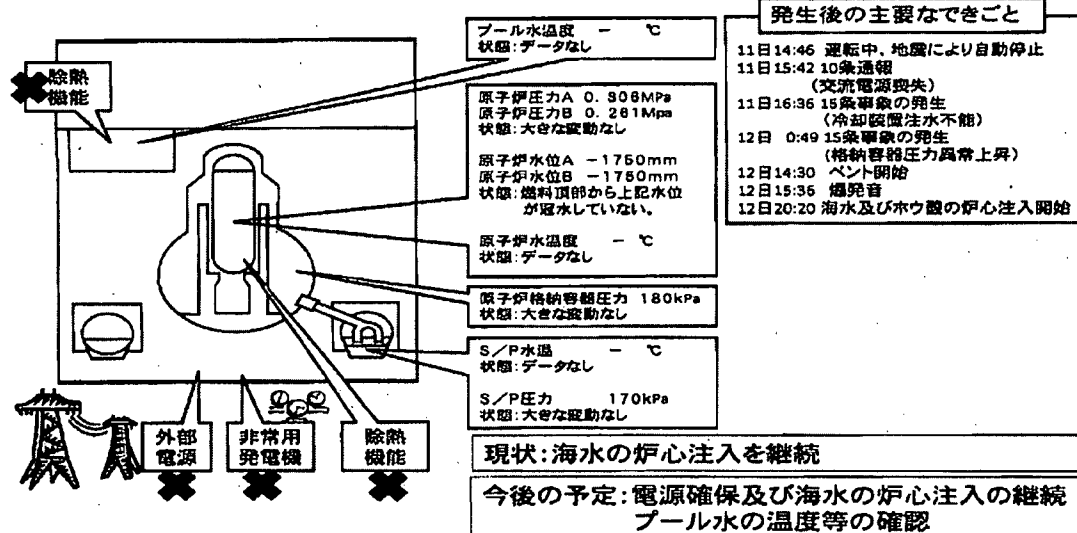 発生後の主要なできごと
11日14:46 運転中、地震により自動停止
11日15:42 10条通報
(交流電源喪失)
11日16:36 15条事象の発生
(冷却装置注水不能)
12日 0:49 15条事象の発生
(格納容器圧力異常上昇)
12日14:30 ベント開始
12日15:36 爆発音
12日20:20 海水及びホウ酸の炉心注入開始
プール水温度 － ℃
状態:データなし
除熱
機能
原子炉圧力A 0. 306MPa
原子炉圧力B 0. 261Mpa
状態:大きな変動なし
原子炉水位A －1750mm
原子炉水位B －1750mm
状態:燃料頂部から上記水位
が冠水していない。
原子炉水温度 － ℃
状態:データなし
原子炉格納容器圧力 180kPa
状態:大きな変動なし
S／P水温 － ℃
状態:データなし
S／P圧力 170kPa
状態:大きな変動なし
外部
電源
非常用
発電機
除熱
機能
現状:海水の炉心注入を継続
今後の予定:電源確保及び海水の炉心注入の継続
プール水の温度等の確認